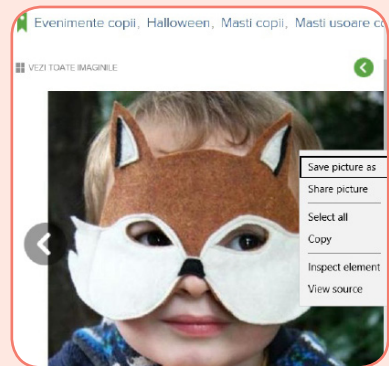 Evenimente copii, Halloween, Masti copii, Masti usoare
VEZI TOATE IMAGINILE
Save picture as
Share picture
Select all
Copy
Inspect element
View source